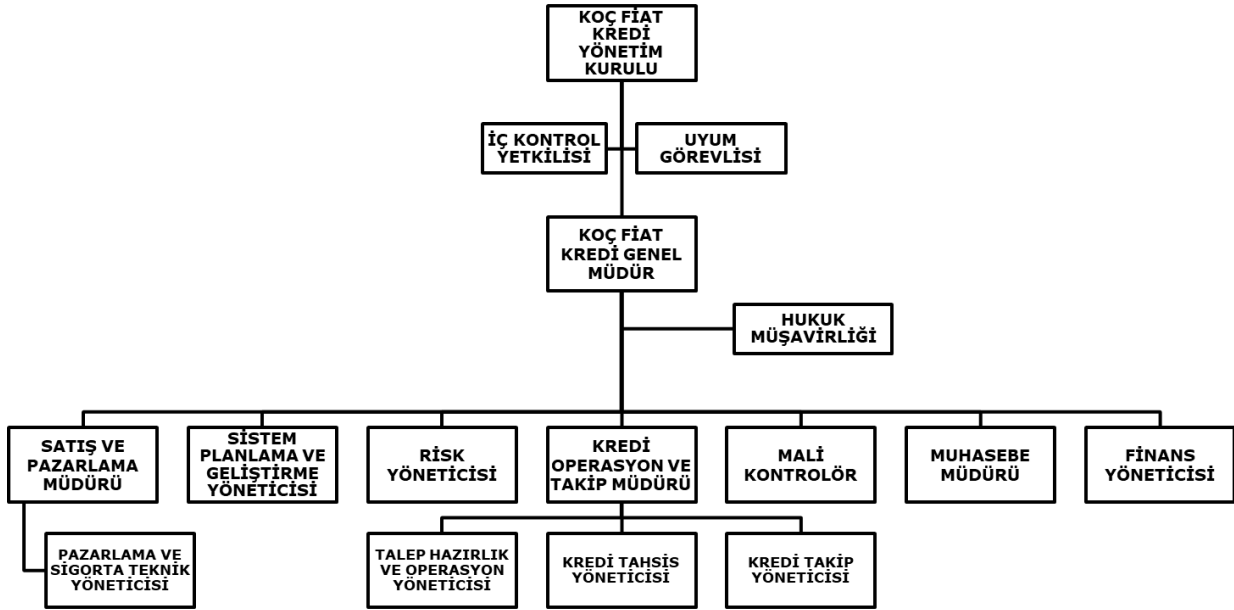 KOÇ FİAT
KREDİ
YÖNETİM
KURULU
İÇ KONTROL
YETKİLİSİ
UYUM
GÖREVLİSİ
KOÇ FİAT
KREDİ GENEL
MÜDÜR
HUKUK
MÜŞAVİRLİĞİ
SATIŞ VE
PAZARLAMA
MÜDÜRÜ
SİSTEM
PLANLAMA VE
GELİŞTİRME
YÖNETİCİSİ
RİSK
YÖNETİCİSİ
KREDİ
OPERASYON VE
TAKİP MÜDÜRÜ
MALİ
KONTROLÖR
MUHASEBE
MÜDÜRÜ
FİNANS
YÖNETİCİSİ
PAZARLAMA VE
SİGORTA TEKNİK
YÖNETİCİSİ
TALEP HAZIRLIK
VE OPERASYON
YÖNETİCİSİ
KREDİ TAHSİS
YÖNETİCİSİ
KREDİ TAKİP
YÖNETİCİSİ